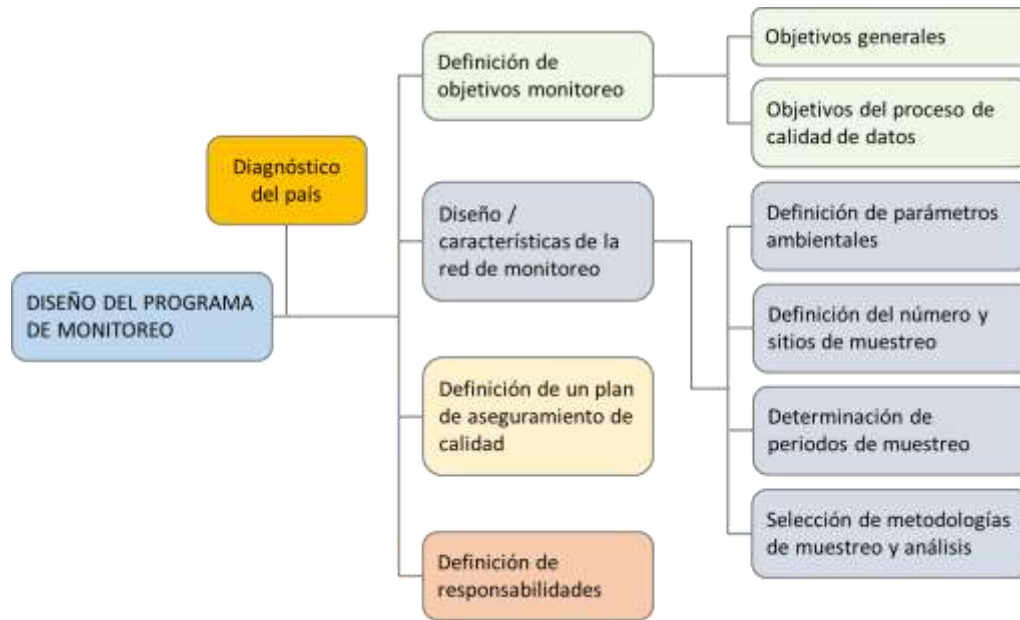 DISEÑO DEL PROGRAMA
DE MONITOREO
Diagnóstico
del país
Definición de
objetivos monitoreo
Objetivos generales
Objetivos del proceso de
calidad de datos
Diseño /
características de la
red de monitoreo
Definición de parámetros
ambientales
Definición del número y
sitios de muestreo
Determinación de
periodos de muestreo
Selección de metodologías
de muestreo y análisis
Definición de un plan
de aseguramiento de
calidad
Definición de
responsabilidades